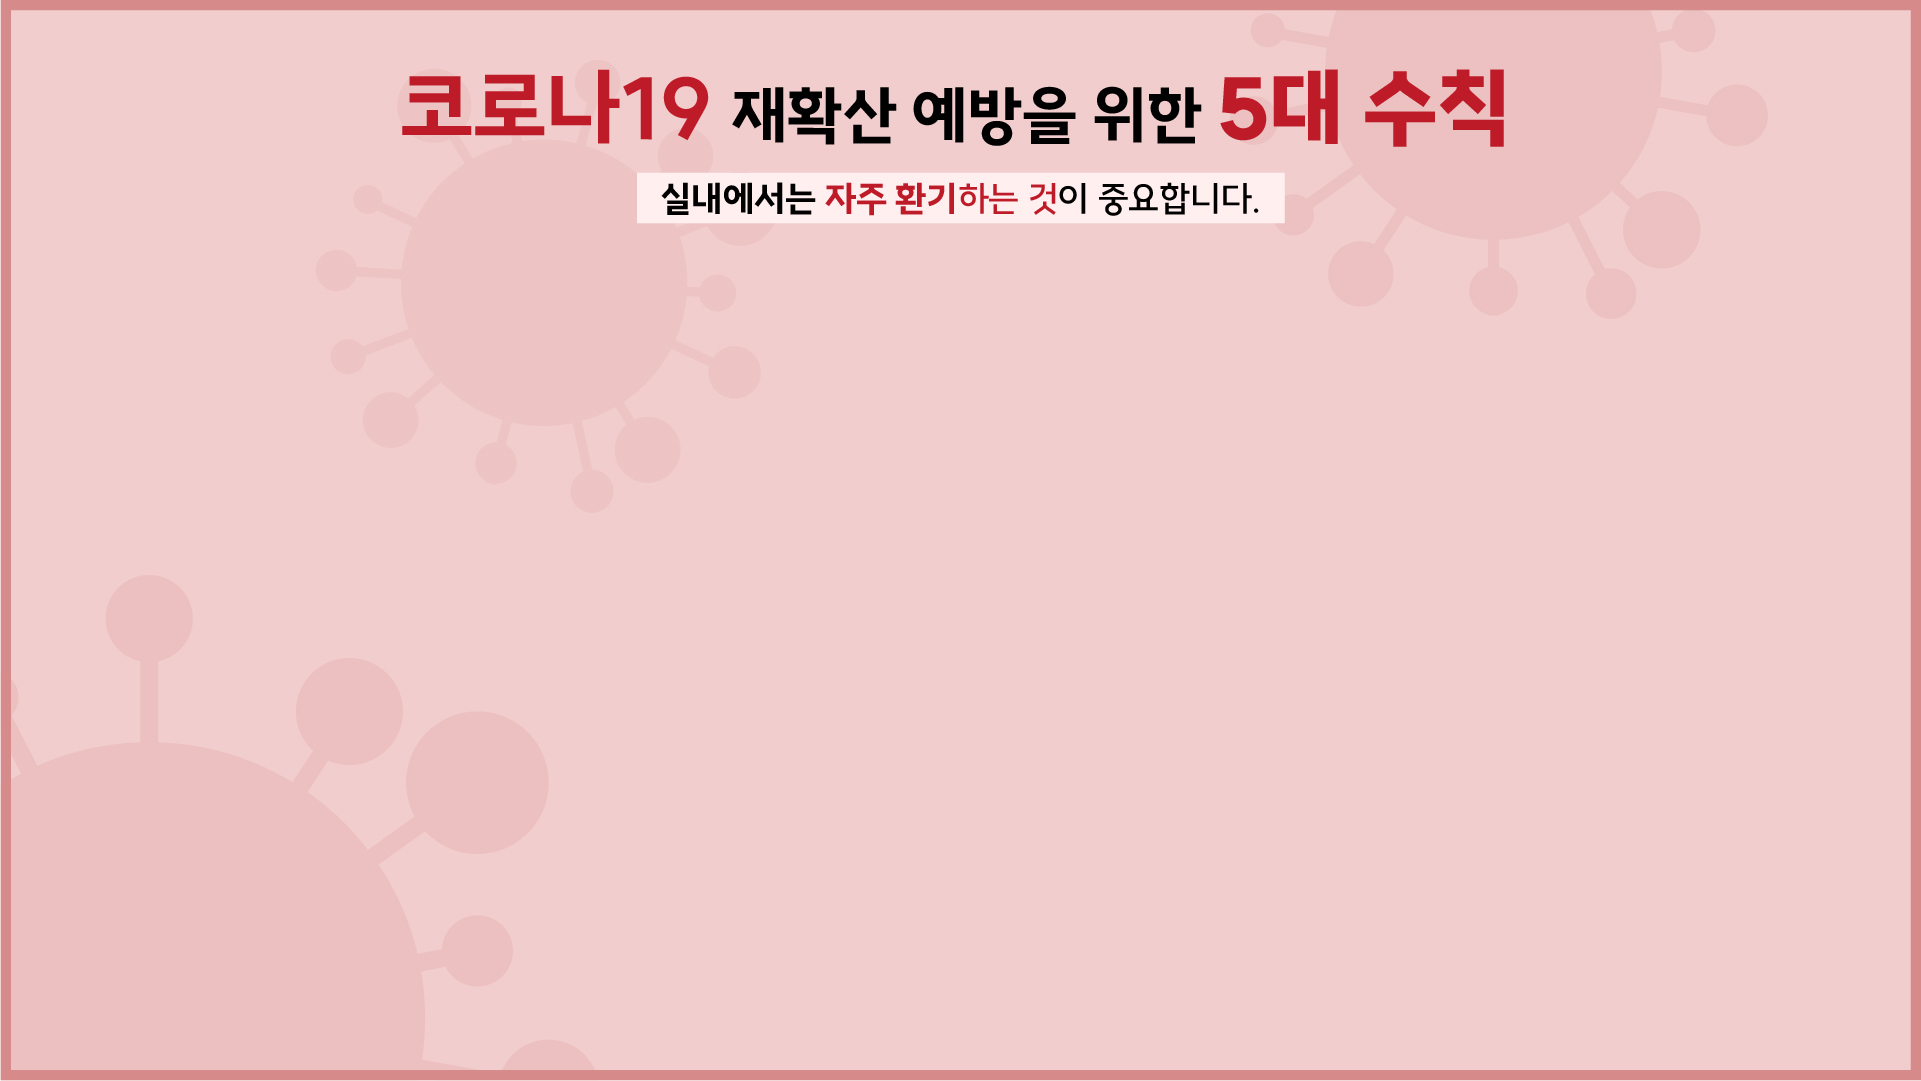 코로나19 재확산 예방을 위한 5대 수칙
실내에서는 자주 환기하는 것이 중요합니다.